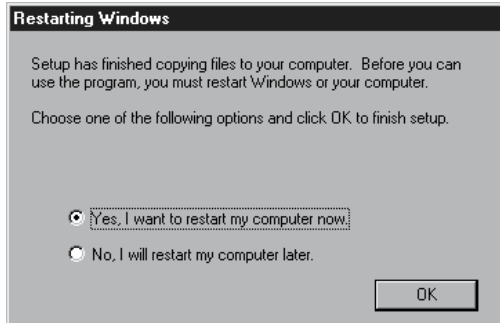 Restarting Windows
Setup has finished copying files to your computer. Before you can
use the program, you must restart Windows or your computer.
Choose one of the following options and click OK to finish setup.
Yes, I want to restart my computer now.
No, I will restart my computer later.
OK